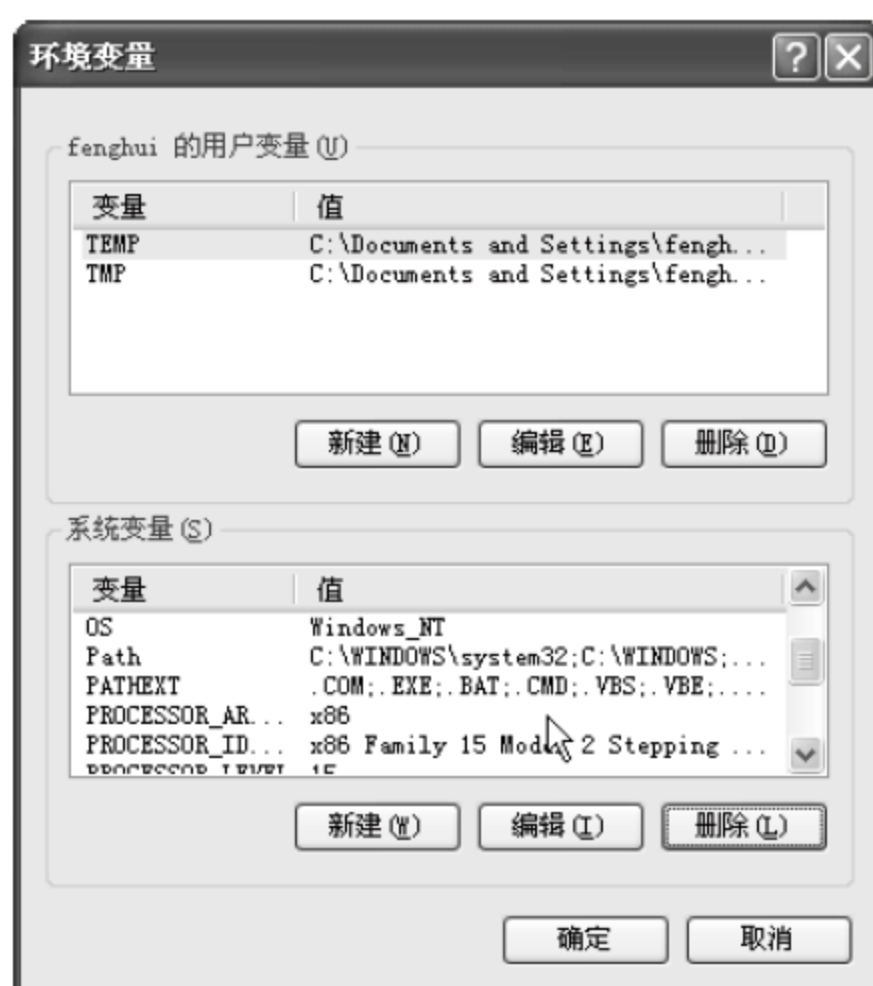 环境变量
fenghui 的用户变量(U)
变量 值
TEMP C:\Documents and Settings\fengh...
TMP C:\Documents and Settings\fengh...
新建(N) 编辑(E) 删除(D)
系统变量(S)
变量 值
OS Windows_NT
Path C:\WINDOWS\system32;C:\WINDOWS;...
PATHEXT .COM;.EXE;.BAT;.CMD;.VBS;.VBE;....
PROCESSOR_AR... x86
PROCESSOR_ID... x86 Family 15 Model 2 Stepping ...
PROCESSOR_LEVEL 15
新建(W) 编辑(I) 删除(L)
确定 取消